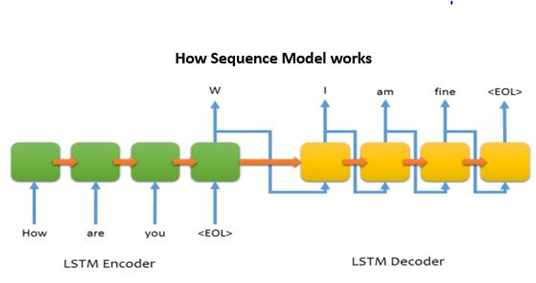 How Sequence Model works
W I am fine <EOL>
How are you <EOL>
LSTM Encoder
LSTM Decoder